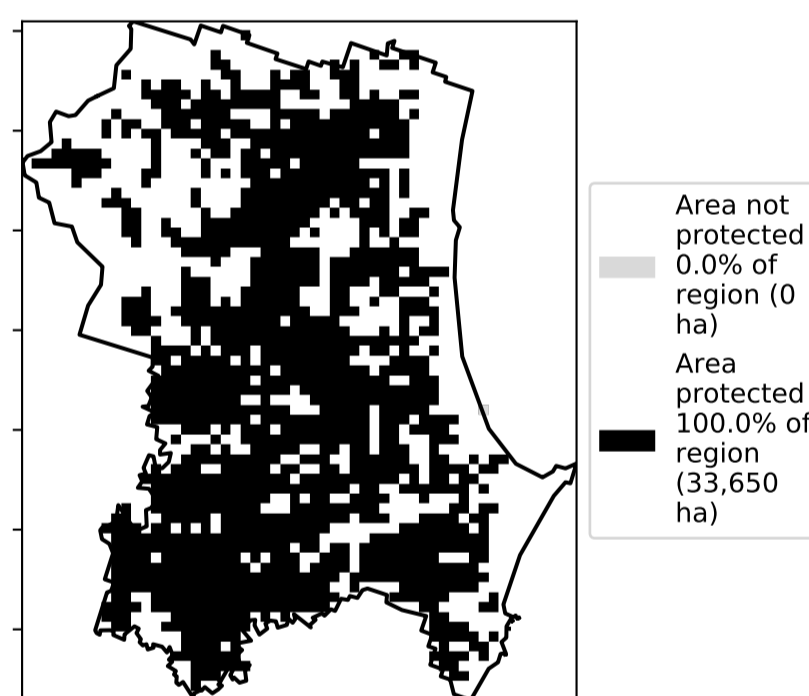 Area not
protected
0.0% of
region (0
ha)
Area
protected
100.0% of
region
(33,650
ha)